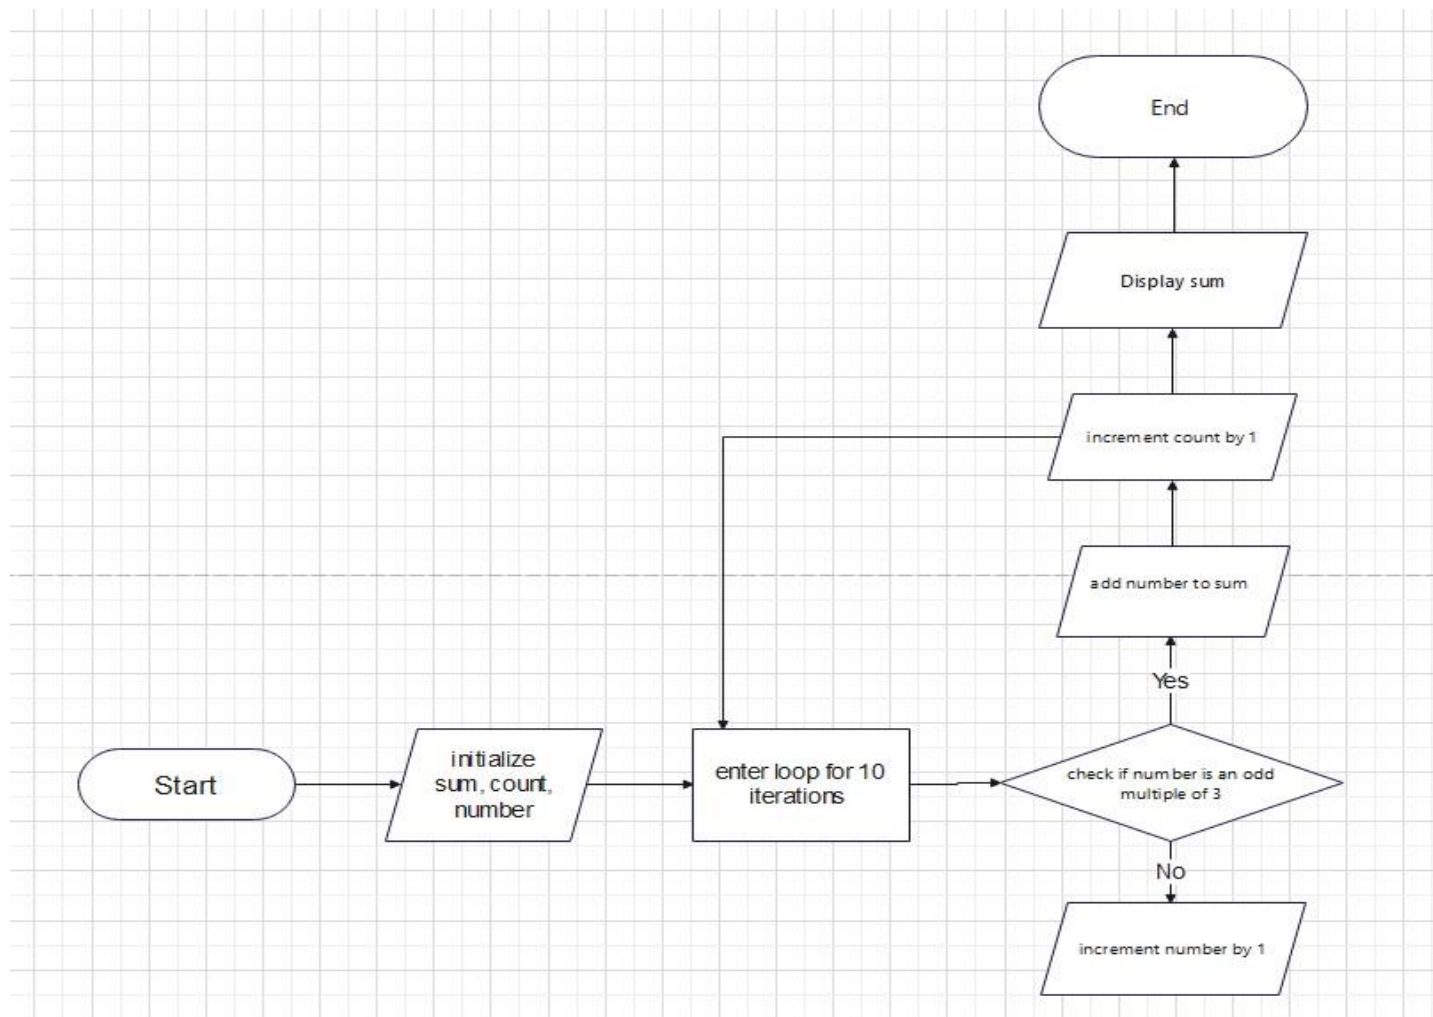 Start
initialize
sum, count,
number
enter loop for 10
iterations
check if number is an odd
multiple of 3
Yes
add number to sum
increment count by 1
Display sum
End
No
increment number by 1